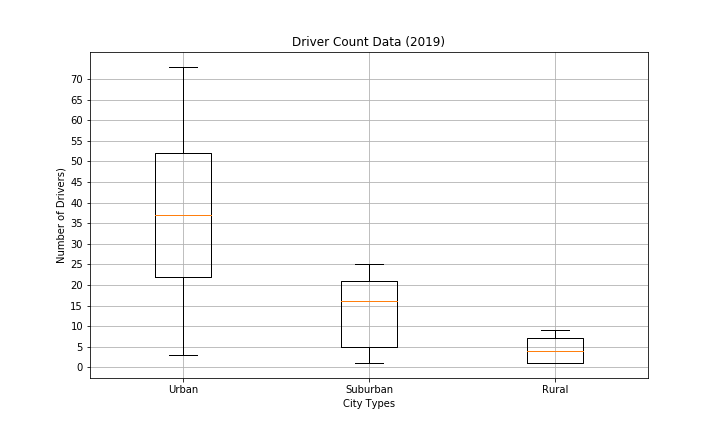 Driver Count Data (2019)
Number of Drivers)
70
65
60
55
50
45
40
35
30
25
20
15
10
5
0
Urban
Suburban
Rural
City Types